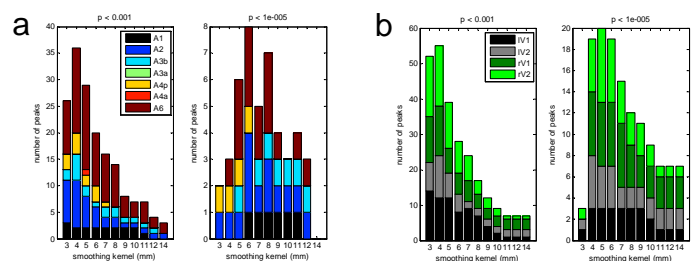 a
p < 0.001
number of peaks
40
35
30
25
20
15
10
5
0
A1
A2
A3b
A3a
A4p
A4a
A6
3 4 5 6 7 8 9 10 11 12 14
smoothing kernel (mm)
p < 1e-005
number of peaks
8
7
6
5
4
3
2
1
0
3 4 5 6 7 8 9 10 11 12 14
smoothing kernel (mm)
b
p < 0.001
number of peaks
60
50
40
30
20
10
0
lV1
lV2
rV1
rV2
3 4 5 6 7 8 9 10 11 12 14
smoothing kernel (mm)
p < 1e-005
number of peaks
20
18
16
14
12
10
8
6
4
2
0
3 4 5 6 7 8 9 10 11 12 14
smoothing kernel (mm)